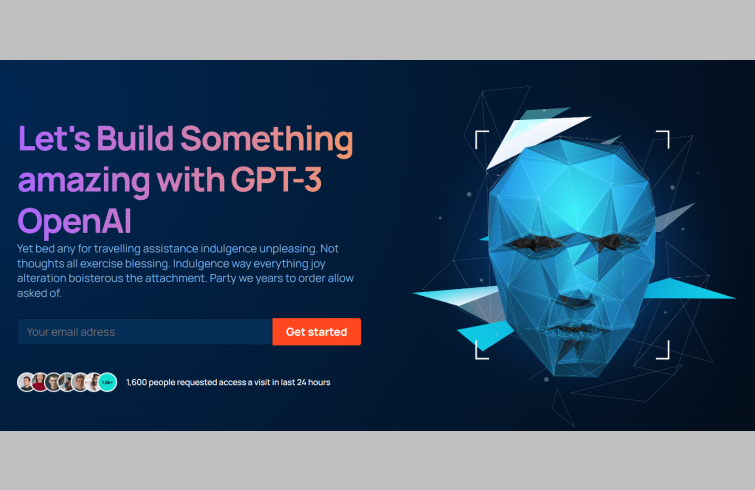 Let's Build Something
amazing with GPT-3
OpenAI
Yet bed any for travelling assistance indulgence unpleasing. Not
thoughts all exercise blessing. Indulgence way everything joy
alteration boisterous the attachment. Party we years to order allow
asked of.
Your email adress
Get started
1,600 people requested access a visit in last 24 hours